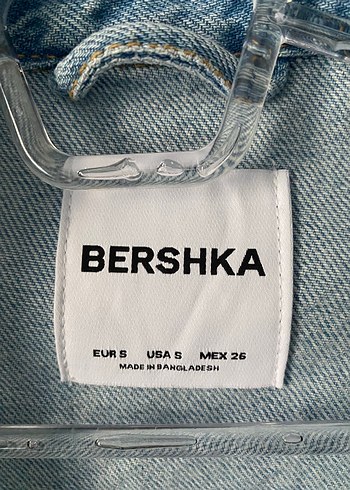 BERSHKA
EUR S USA S MEX 26
MADE IN BANGLADESH